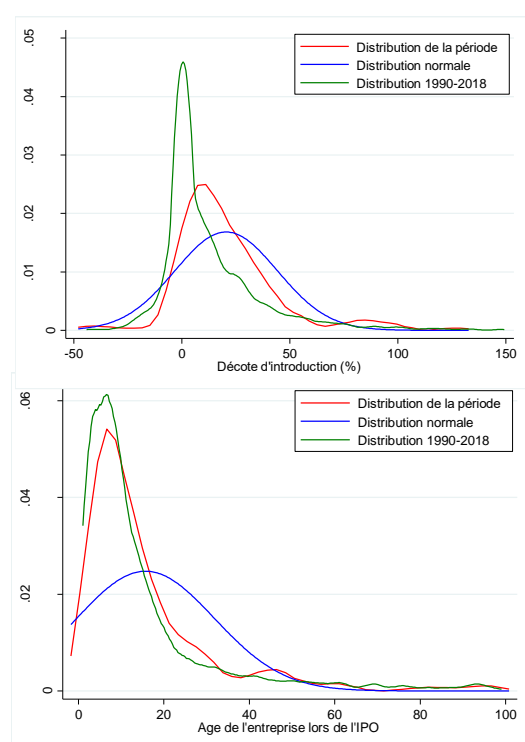 .05
.04
.03
.02
.01
0
Distribution de la période
Distribution normale
Distribution 1990-2018
-50
0
50
100
150
Décote d'introduction (%)
.06
.04
.02
0
Distribution de la période
Distribution normale
Distribution 1990-2018
0
20
40
60
80
100
Age de l'entreprise lors de l'IPO